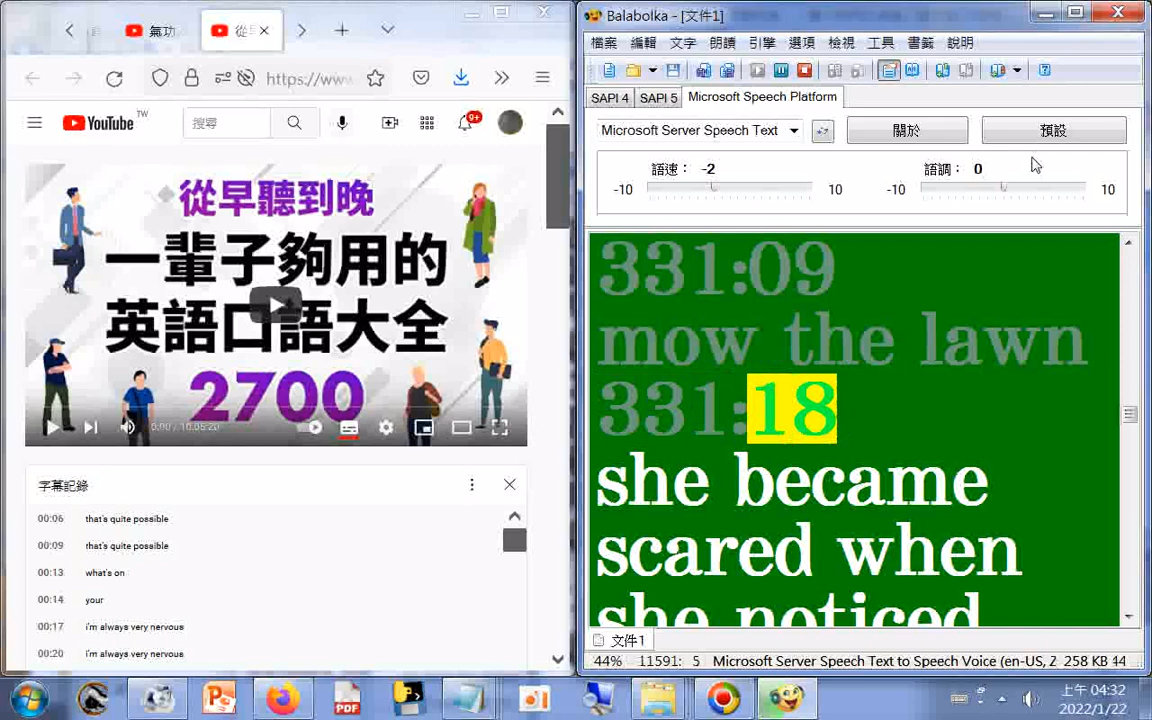 氣功
從
https://www
YouTube TW
搜尋
9+
從早聽到晚
一輩子夠用的
英語口語大全
2700
0:00 / 10:05:20
字幕記錄
00:06 that's quite possible
00:09 that's quite possible
00:13 what's on
00:14 your
00:17 i'm always very nervous
00:20 i'm always very nervous
Balabolka - [文件1]
檔案 編輯 文字 朗讀 引擎 選項 檢視 工具 書籤 說明
SAPI 4 SAPI 5 Microsoft Speech Platform
Microsoft Server Speech Text 關於 預設
語速： -2 語調： 0
-10 10 -10 10
331:09
mow the lawn
331:18
she became
scared when
she noticed
文件1
44% 11591: 5 Microsoft Server Speech Text to Speech Voice (en-US, Z 258 KB 44
PDF
上午 04:32
2022/1/22